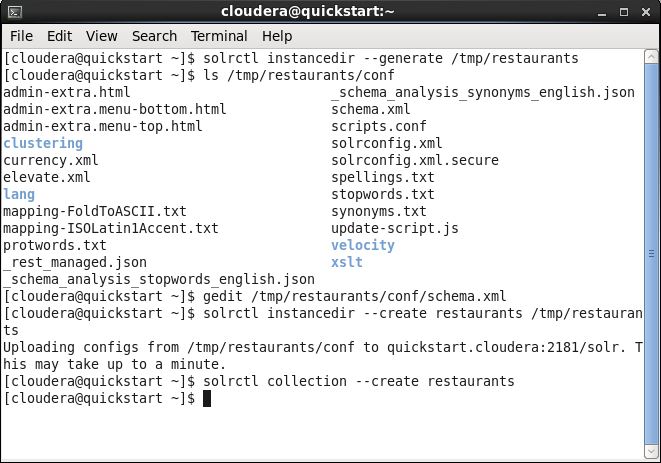 cloudera@quickstart:~
File Edit View Search Terminal Help
[cloudera@quickstart ~]$ solrctl instancedir --generate /tmp/restaurants
[cloudera@quickstart ~]$ ls /tmp/restaurants/conf
admin-extra.html _schema_analysis_synonyms_english.json
admin-extra.menu-bottom.html schema.xml
admin-extra.menu-top.html scripts.conf
clustering solrconfig.xml
currency.xml solrconfig.xml.secure
elevate.xml spellings.txt
lang stopwords.txt
mapping-FoldToASCII.txt synonyms.txt
mapping-ISOLatin1Accent.txt update-script.js
protwords.txt velocity
_rest_managed.json xslt
_schema_analysis_stopwords_english.json
[cloudera@quickstart ~]$ gedit /tmp/restaurants/conf/schema.xml
[cloudera@quickstart ~]$ solrctl instancedir --create restaurants /tmp/restauran
ts
Uploading configs from /tmp/restaurants/conf to quickstart.cloudera:2181/solr. T
his may take up to a minute.
[cloudera@quickstart ~]$ solrctl collection --create restaurants
[cloudera@quickstart ~]$